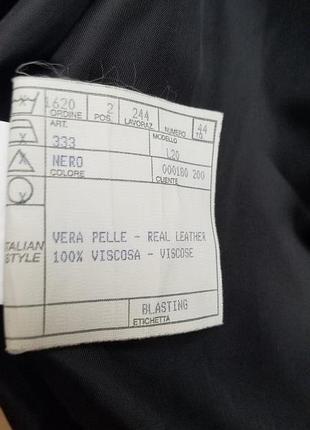 1620 2 244 44
ORDINE POS. LAVORAZ. NUMERO TG.
ART. MODELLO
333 L20
NERO 000180 200
COLORE CLIENTE
ITALIAN
STYLE
VERA PELLE - REAL LEATHER
100% VISCOSA - VISCOSE
BLASTING
ETICHETTA